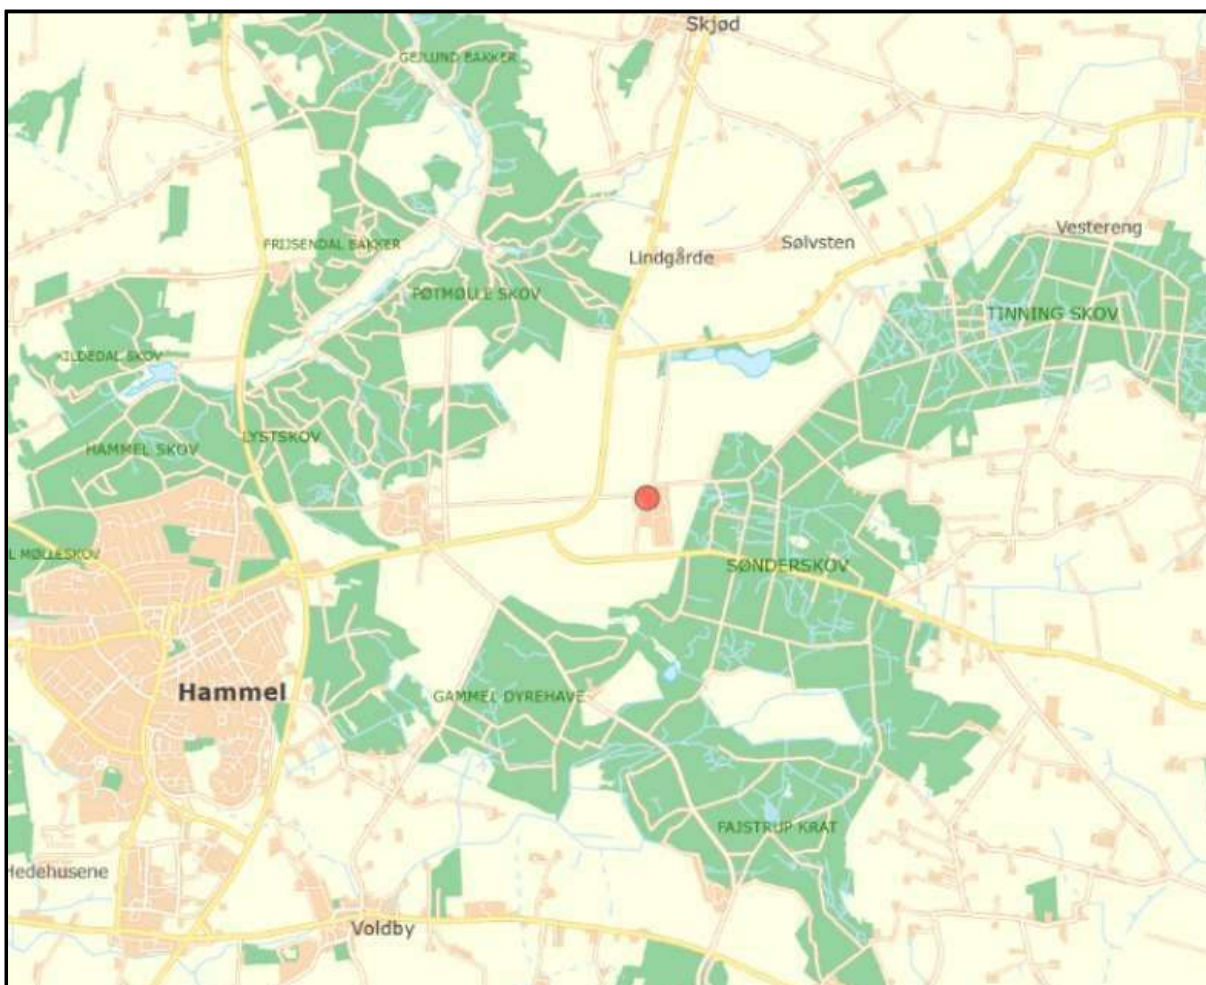 Skjød
GEJLUND BAKKER
Vestereng
FRIJSENDAL BAKKER
Sølvsten
Lindgårde
PØTMØLLE SKOV
TINNING SKOV
KILDEDAL SKOV
LYSTSKOV
HAMMEL SKOV
L MØLLESKOV
SØNDERSKOV
Hammel
GAMMEL DYREHAVE
FAJSTRUP KRAT
Hedehusene
Voldby